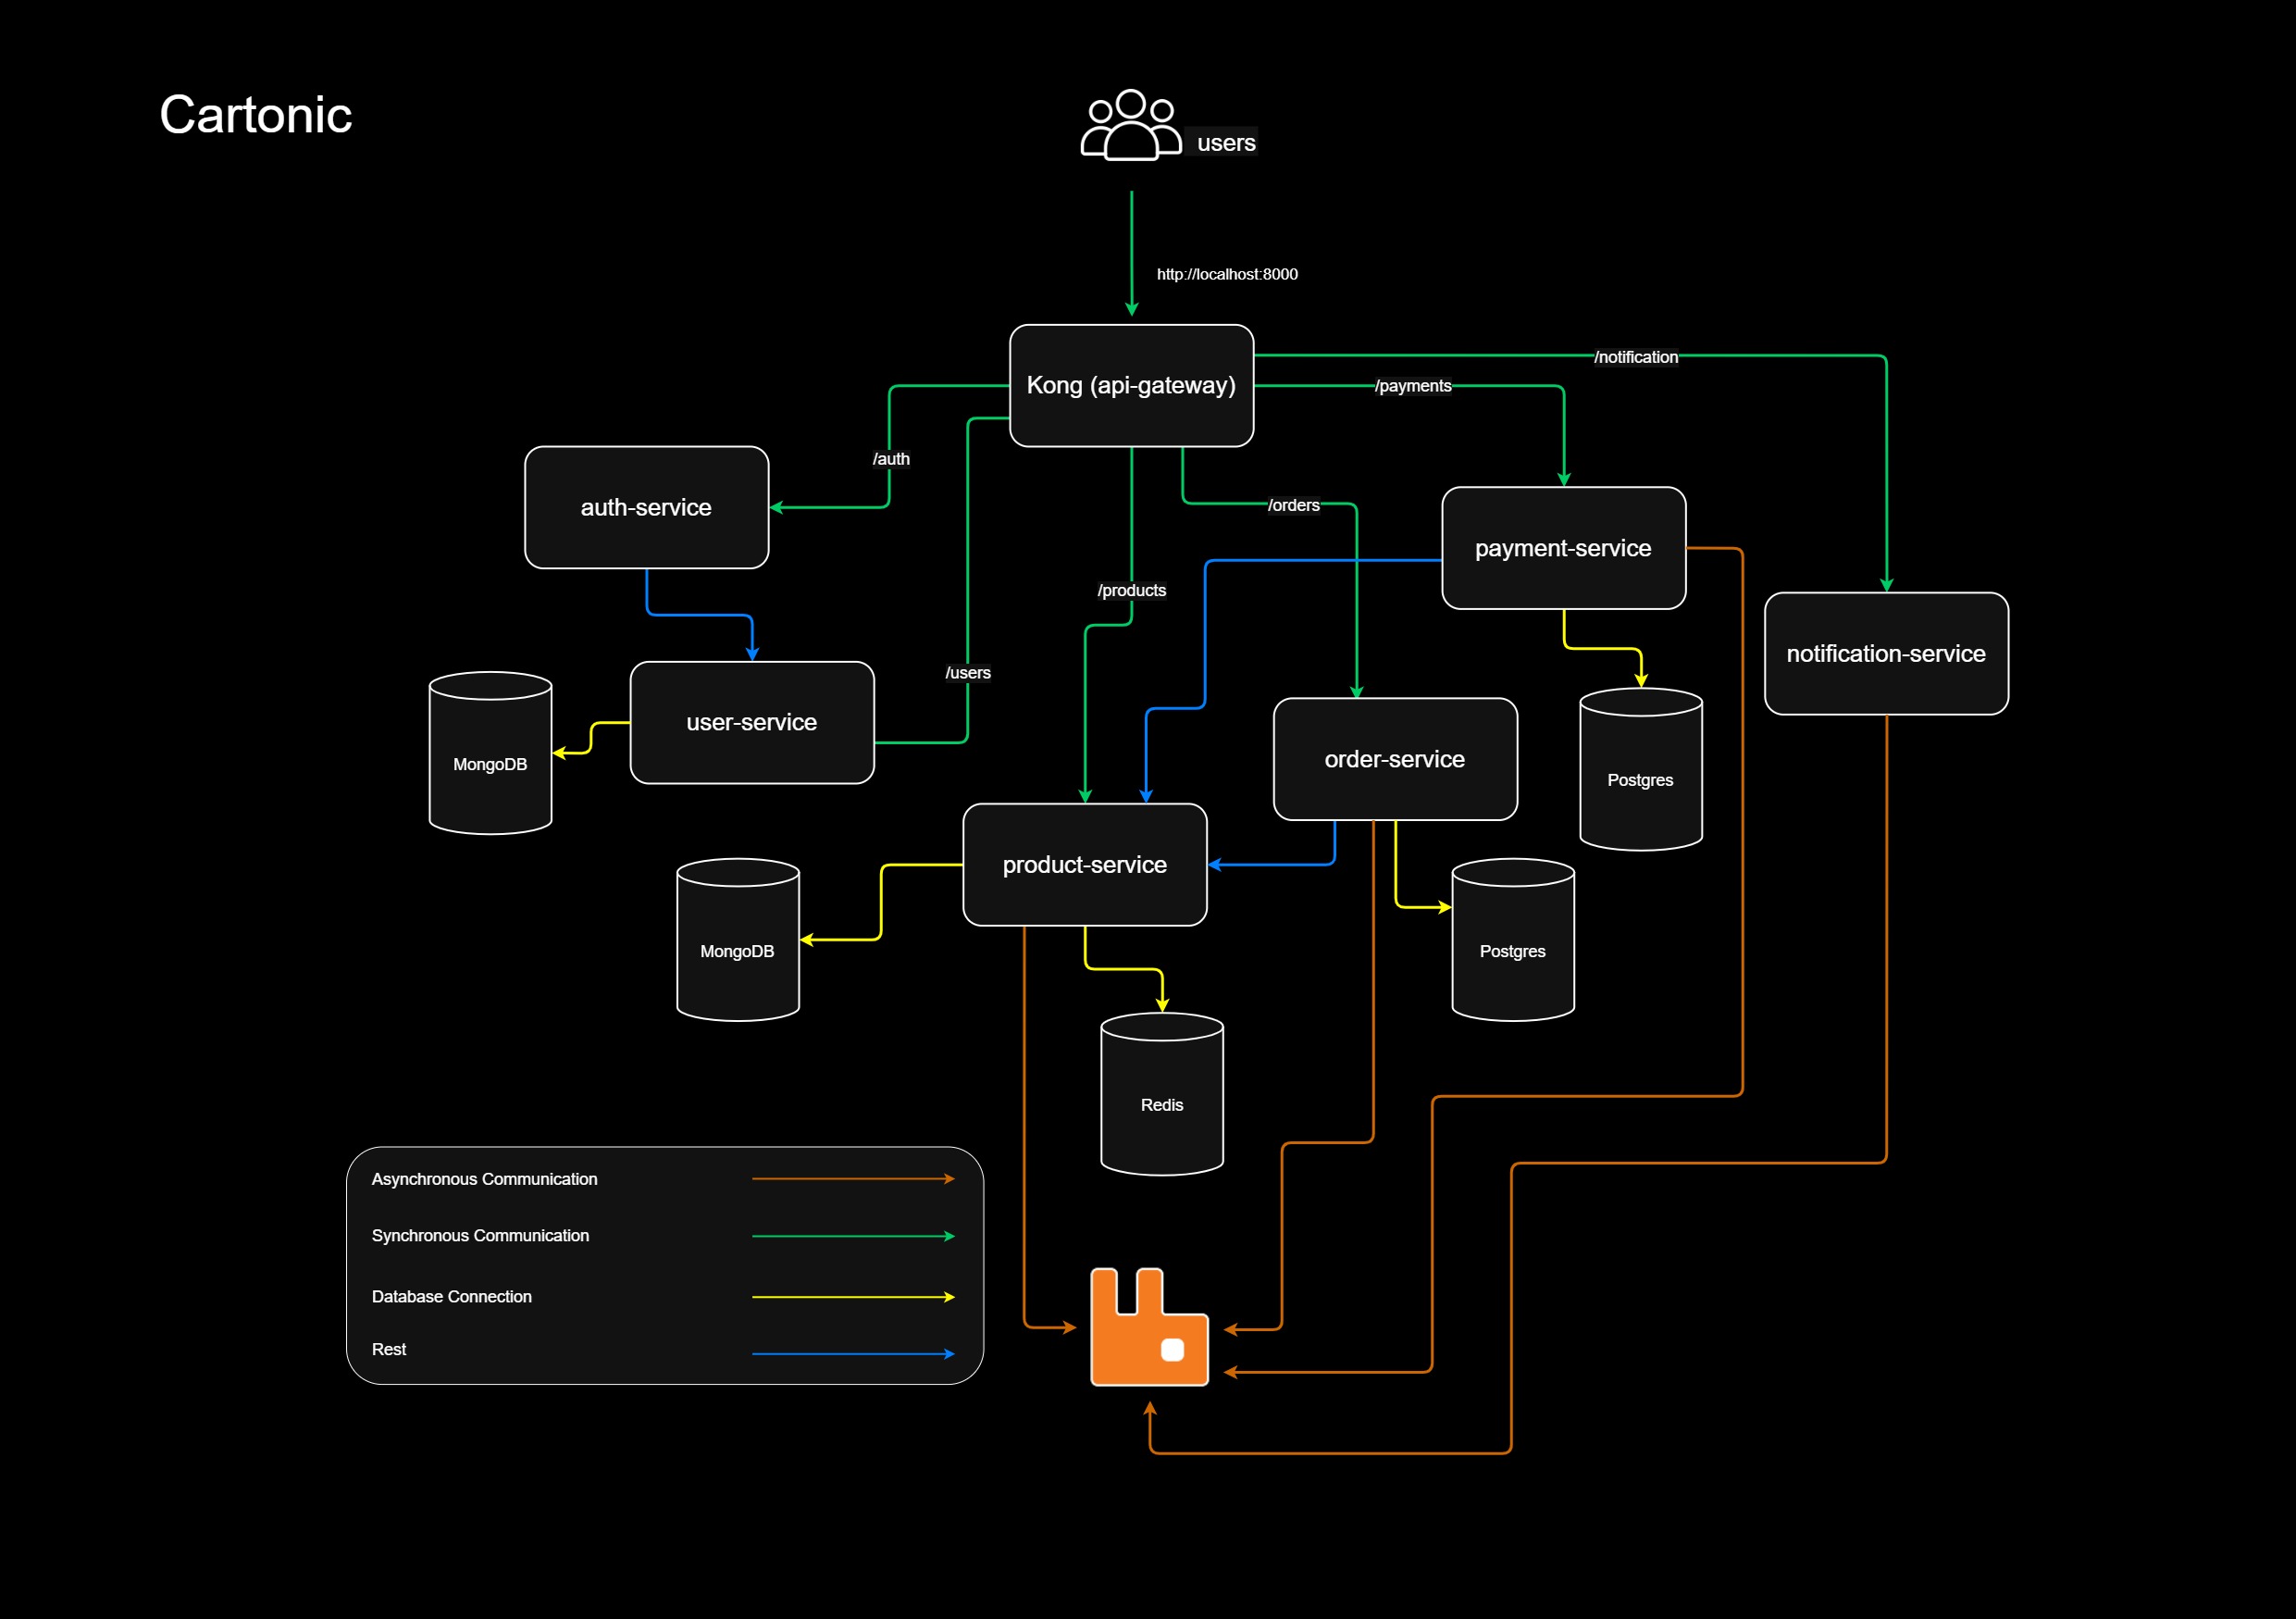 Cartonic
users
http://localhost:8000
Kong (api-gateway)
/notification
/payments
/auth
auth-service
/orders
payment-service
/products
notification-service
/users
user-service
MongoDB
order-service
Postgres
product-service
MongoDB
Postgres
Redis
Asynchronous Communication
Synchronous Communication
Database Connection
Rest